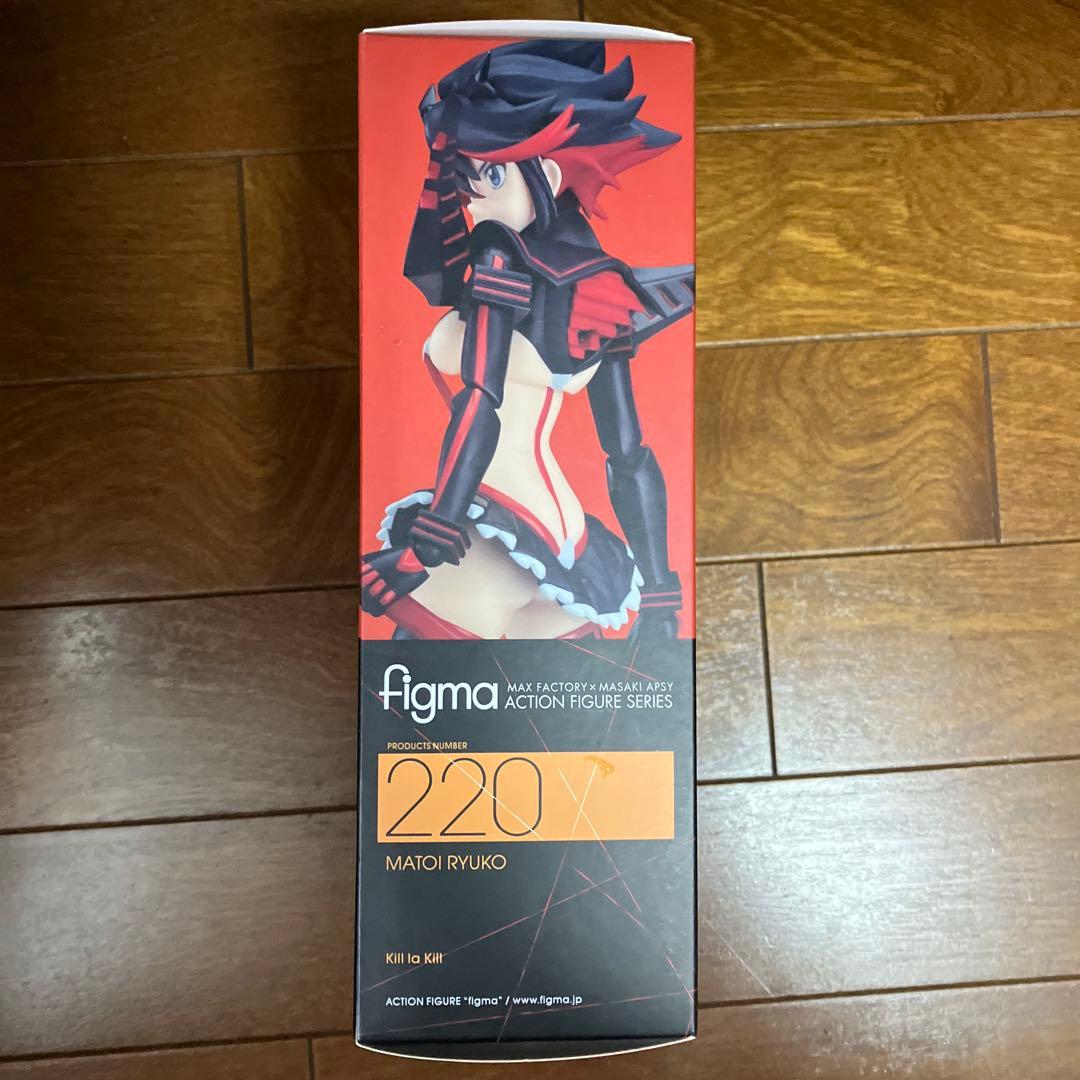 figma
MAX FACTORY × MASAKI APSY
ACTION FIGURE SERIES
PRODUCTS NUMBER
220
MATOI RYUKO
Kill la Kill
ACTION FIGURE "figma" / www.figma.jp